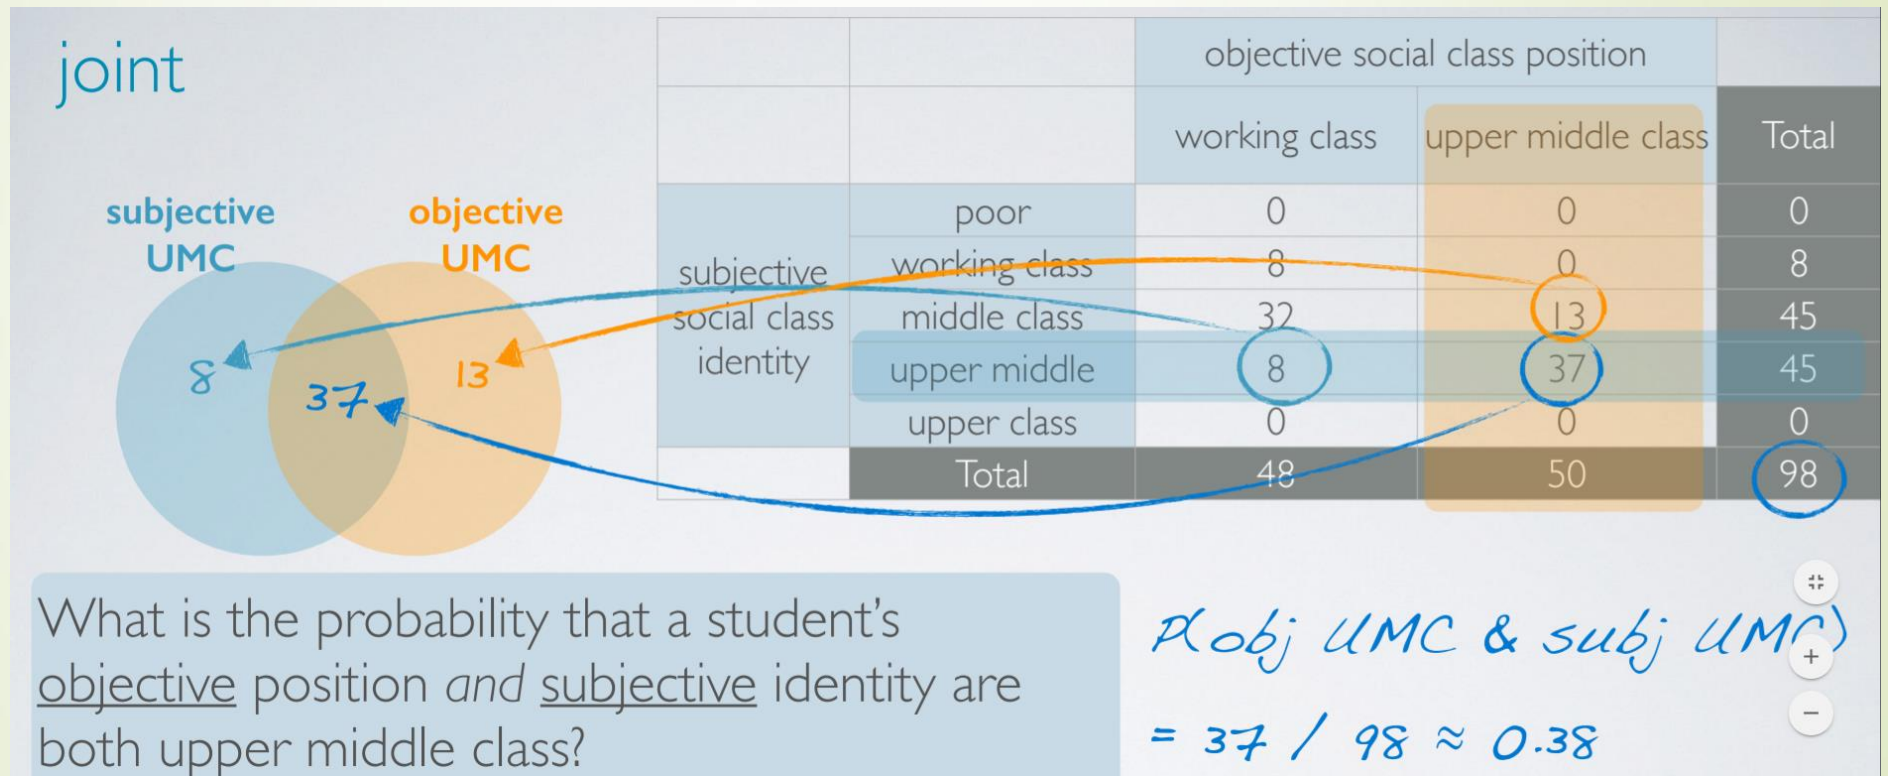 joint
subjective
UMC
objective
UMC
8
37
13
objective social class position
working class upper middle class Total
subjective
social class
identity
poor 0 0 0
working class 8 0 8
middle class 32 13 45
upper middle 8 37 45
upper class 0 0 0
Total 48 50 98
What is the probability that a student’s
objective position and subjective identity are
both upper middle class?
P(obj UMC & subj UMC)
= 37 / 98 ≈ 0.38